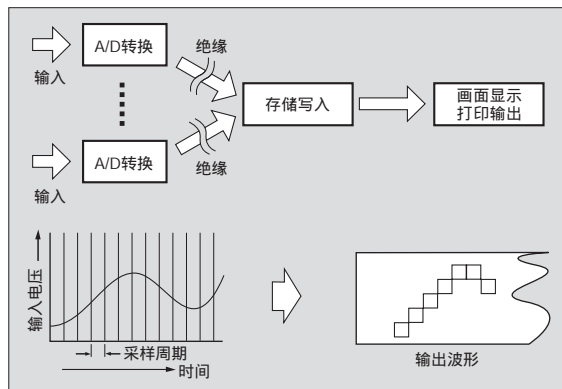 A/D转换
绝缘
输入
存储写入
画面显示
打印输出
A/D转换
绝缘
输入
输入电压
采样周期
时间
输出波形